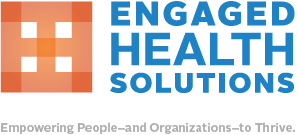 ENGAGED
HEALTH
SOLUTIONS
Empowering People—and Organizations—to Thrive.